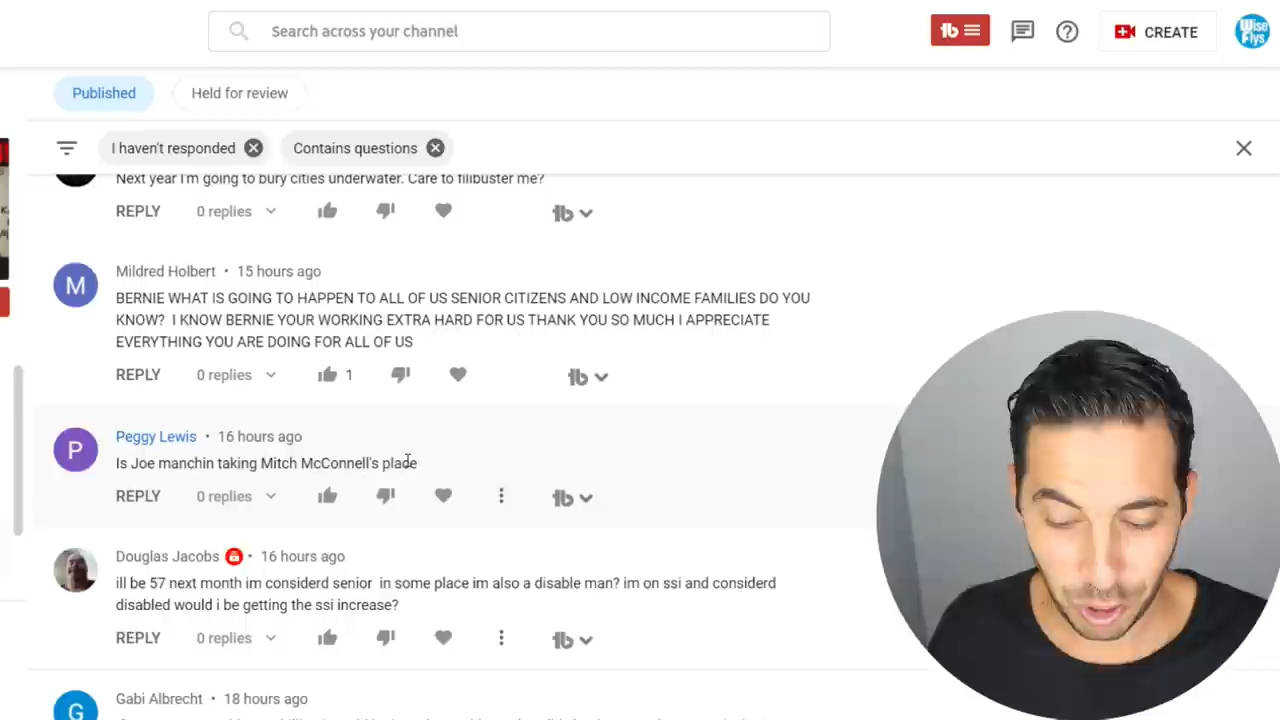 Search across your channel
CREATE
Wise
Flys
Published
Held for review
I haven't responded
Contains questions
Next year I'm going to bury cities underwater. Care to filibuster me?
REPLY 0 replies
M
Mildred Holbert • 15 hours ago
BERNIE WHAT IS GOING TO HAPPEN TO ALL OF US SENIOR CITIZENS AND LOW INCOME FAMILIES DO YOU
KNOW? I KNOW BERNIE YOUR WORKING EXTRA HARD FOR US THANK YOU SO MUCH I APPRECIATE
EVERYTHING YOU ARE DOING FOR ALL OF US
REPLY 0 replies 1
P
Peggy Lewis • 16 hours ago
Is Joe manchin taking Mitch McConnell's place
REPLY 0 replies
Douglas Jacobs • 16 hours ago
ill be 57 next month im considerd senior in some place im also a disable man? im on ssi and considerd
disabled would i be getting the ssi increase?
REPLY 0 replies
G
Gabi Albrecht • 18 hours ago